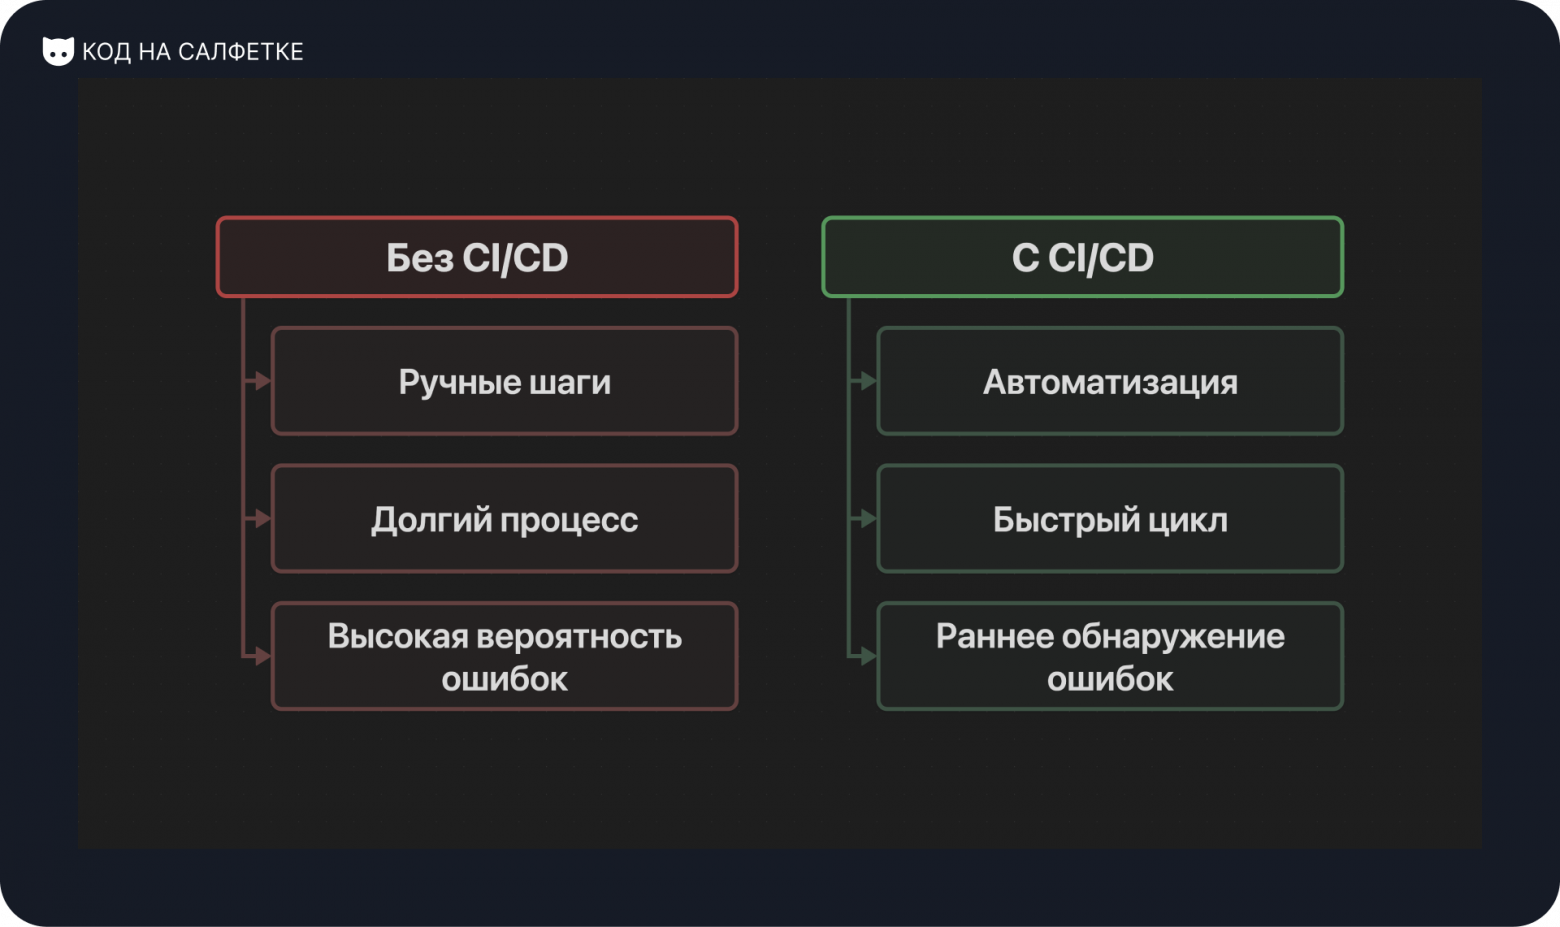 КОД НА САЛФЕТКЕ
Без CI/CD
Ручные шаги
Долгий процесс
Высокая вероятность
ошибок
С CI/CD
Автоматизация
Быстрый цикл
Раннее обнаружение
ошибок